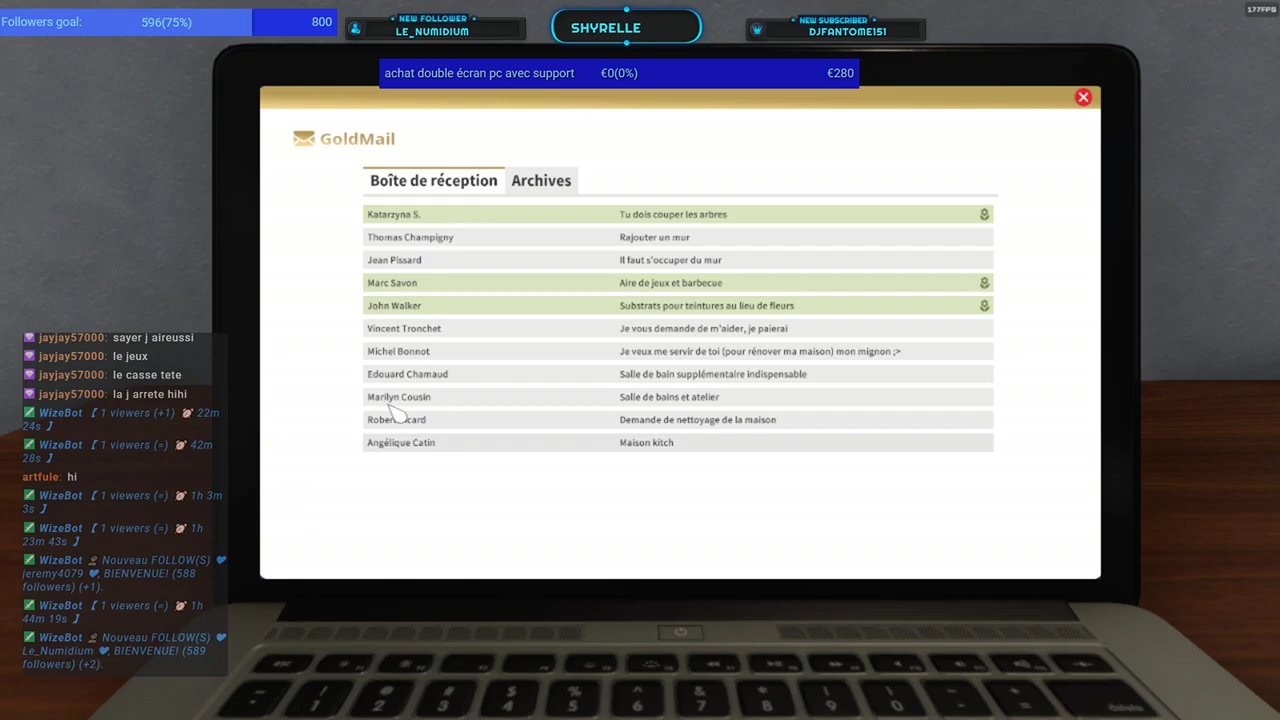 Followers goal: 596(75%) 800
NEW FOLLOWER
LE_NUMIDIUM
SHYRELLE
NEW SUBSCRIBER
DJFANTOME151
177FPS
achat double écran pc avec support €0(0%) €280
GoldMail
Boîte de réception Archives
Katarzyna S. Tu dois couper les arbres
Thomas Champigny Rajouter un mur
Jean Pissard Il faut s'occuper du mur
Marc Savon Aire de jeux et barbecue
John Walker Substrats pour teintures au lieu de fleurs
Vincent Tronchet Je vous demande de m'aider, je paierai
Michel Bonnot Je veux me servir de toi (pour rénover ma maison) mon mignon ;>
Edouard Chamaud Salle de bain supplémentaire indispensable
Marilyn Cousin Salle de bains et atelier
Demande de nettoyage de la maison
Angélique Catin Maison kitch
jayjay57000: sayer j aireussi
jayjay57000: le jeux
jayjay57000: le casse tete
jayjay57000: la j arrete hihi
WizeBot 【 1 viewers (+1) 22m
24s 】
WizeBot 【 1 viewers (=) 42m
28s 】
artfule: hi
WizeBot 【 1 viewers (=) 1h 3m
3s 】
WizeBot 【 1 viewers (=) 1h
23m 43s 】
WizeBot Nouveau FOLLOW(S)
jeremy4079 , BIENVENUE! (588
followers) (+1).
WizeBot 【 1 viewers (=) 1h
44m 19s 】
WizeBot Nouveau FOLLOW(S)
Le_Numidium , BIENVENUE! (589
followers) (+2).